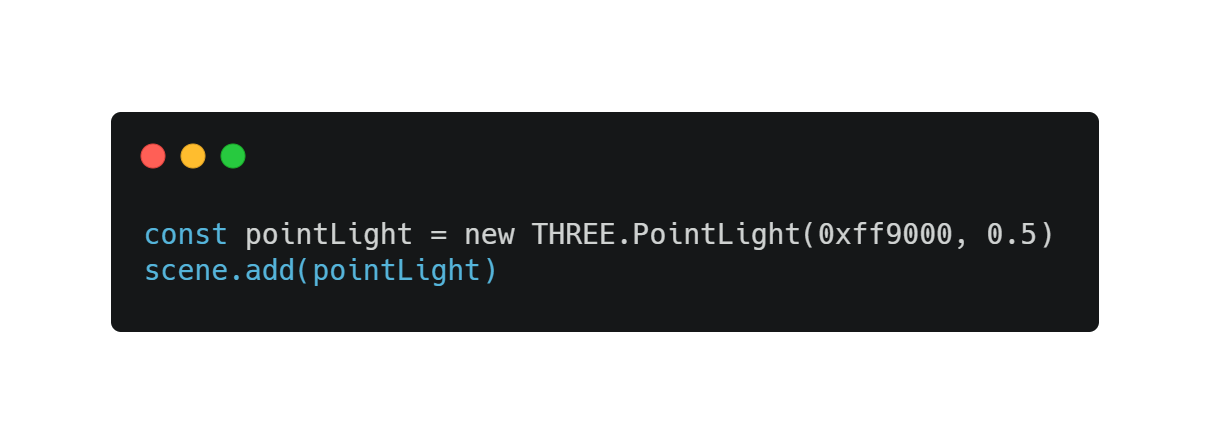 const pointLight = new THREE.PointLight(0xff9000, 0.5)
scene.add(pointLight)